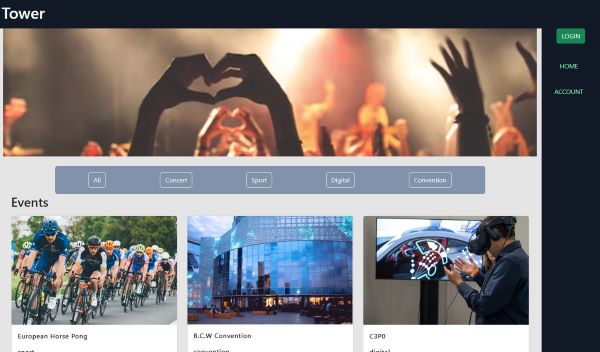 Tower
LOGIN
HOME
ACCOUNT
All
Concert
Sport
Digital
Convention
Events
European Horse Pong
B.C.W Convention
C3P0
sport
convention
digital